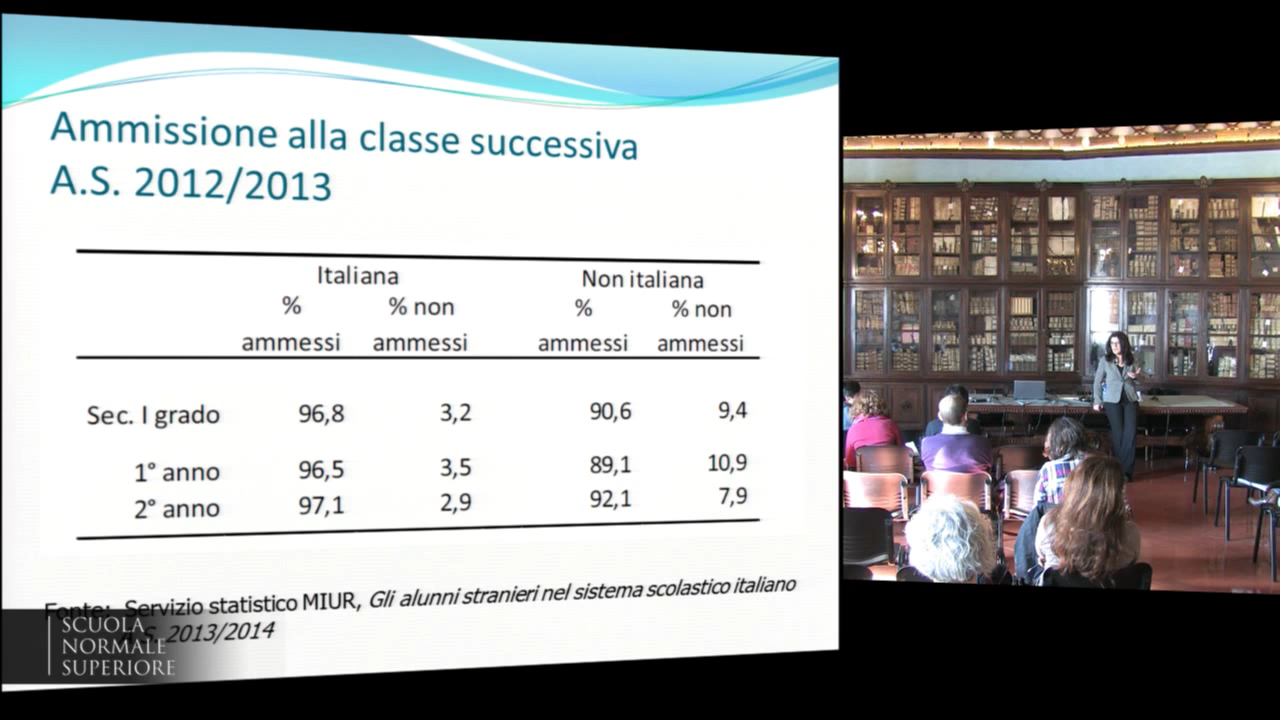 Ammissione alla classe successiva
A.S. 2012/2013
Italiana Non italiana
% % non % % non
ammessi ammessi ammessi ammessi
Sec. I grado 96,8 3,2 90,6 9,4
1° anno 96,5 3,5 89,1 10,9
2° anno 97,1 2,9 92,1 7,9
Fonte: Servizio statistico MIUR, Gli alunni stranieri nel sistema scolastico italiano
A.S. 2013/2014
SCUOLA
NORMALE
SUPERIORE